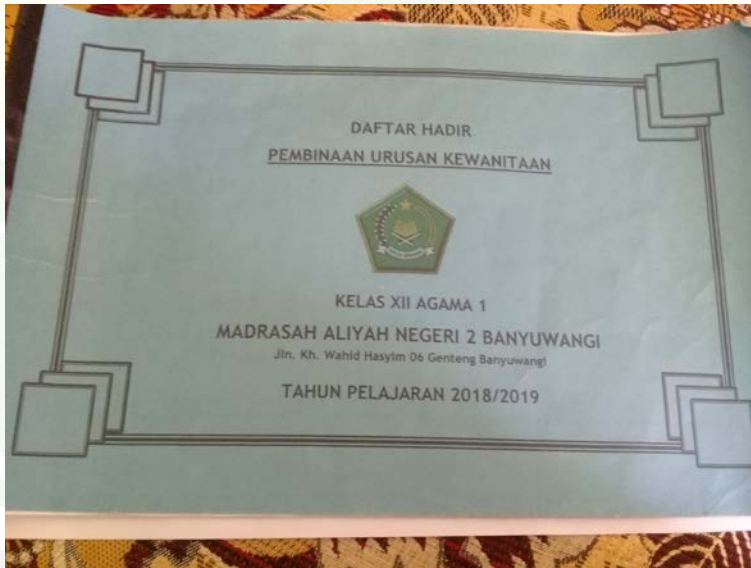 DAFTAR HADIR
PEMBINAAN URUSAN KEWANITAAN
KELAS XII AGAMA 1
MADRASAH ALIYAH NEGERI 2 BANYUWANGI
Jln. Kh. Wahid Hasyim 06 Genteng Banyuwangi
TAHUN PELAJARAN 2018/2019